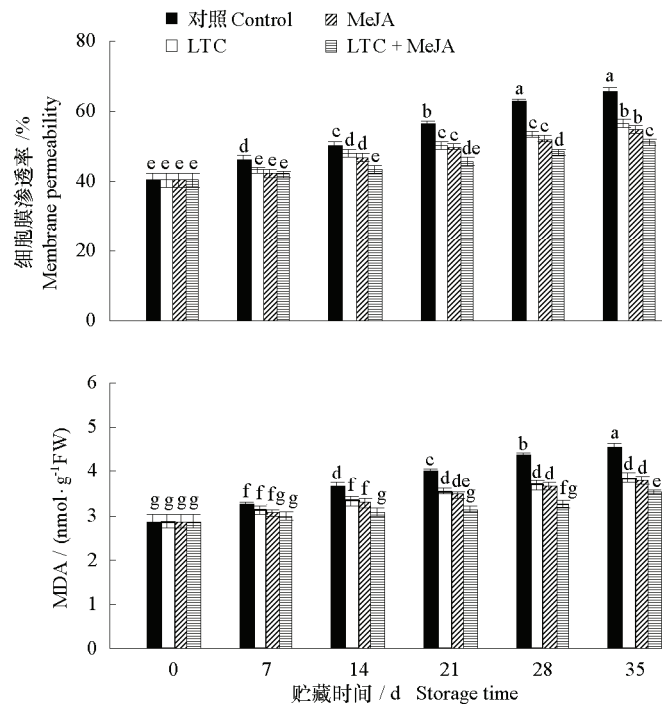 对照 Control
MeJA
LTC
LTC + MeJA
细胞膜渗透率 /%
Membrane permeability
80
60
40
20
0
e e e e
d e e e
c d d e
b c c de
a c c d
a b b c
MDA / (nmol· g⁻¹FW)
6
5
4
3
2
1
0
g g g g
f f fg g
d f f g
c d de g
b d d fg
a d d e
0 7 14 21 28 35
贮藏时间 / d Storage time